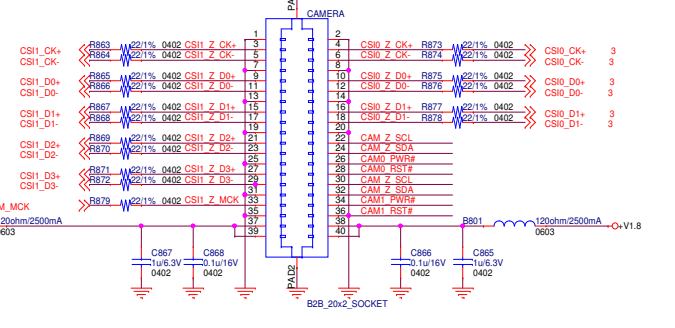 PA
CAMERA
1 2
CSI1_CK+ R863 22/1% 0402 CSI1_Z_CK+ 3 4 CSI0_Z_CK+ R873 22/1% 0402 CSI0_CK+ 3
CSI1_CK- R864 22/1% 0402 CSI1_Z_CK- 5 6 CSI0_Z_CK- R874 22/1% 0402 CSI0_CK- 3
7 8
CSI1_D0+ R865 22/1% 0402 CSI1_Z_D0+ 9 10 CSI0_Z_D0+ R875 22/1% 0402 CSI0_D0+ 3
CSI1_D0- R866 22/1% 0402 CSI1_Z_D0- 11 12 CSI0_Z_D0- R876 22/1% 0402 CSI0_D0- 3
13 14
CSI1_D1+ R867 22/1% 0402 CSI1_Z_D1+ 15 16 CSI0_Z_D1+ R877 22/1% 0402 CSI0_D1+ 3
CSI1_D1- R868 22/1% 0402 CSI1_Z_D1- 17 18 CSI0_Z_D1- R878 22/1% 0402 CSI0_D1- 3
19 20
CSI1_D2+ R869 22/1% 0402 CSI1_Z_D2+ 21 22 CAM_Z_SCL
CSI1_D2- R870 22/1% 0402 CSI1_Z_D2- 23 24 CAM_Z_SDA
25 26 CAM0_PWR#
CSI1_D3+ R871 22/1% 0402 CSI1_Z_D3+ 27 28 CAM0_RST#
CSI1_D3- R872 22/1% 0402 CSI1_Z_D3- 29 30 CAM_Z_SCL
31 32 CAM_Z_SDA
M_MCK R879 22/1% 0402 CSI1_Z_MCK 33 34 CAM1_PWR#
35 36 CAM1_RST#
20ohm/2500mA 37 38 B801 120ohm/2500mA
0603 39 40 0603 +V1.8
C867 C868 C866 C865
1u/6.3V 0.1u/16V 0.1u/16V 1u/6.3V
0402 0402 0402 0402
PAD2
B2B_20x2_SOCKET